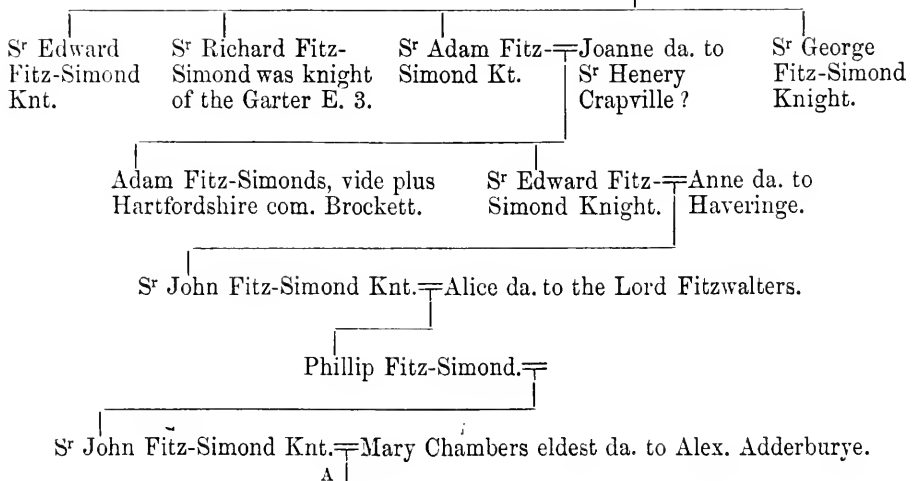 Sʳ Edward
Fitz-Simond
Knt.
Sʳ Richard Fitz-
Simond was knight
of the Garter E. 3.
Sʳ Adam Fitz-
Simond Kt.
Joanne da. to
Sʳ Henery
Crapville ?
Sʳ George
Fitz-Simond
Knight.
Adam Fitz-Simonds, vide plus
Hartfordshire com. Brockett.
Sʳ Edward Fitz-
Simond Knight.
Anne da. to
Haveringe.
Sʳ John Fitz-Simond Knt. Alice da. to the Lord Fitzwalters.
Phillip Fitz-Simond.
Sʳ John Fitz-Simond Knt. Mary Chambers eldest da. to Alex. Adderburye.
A